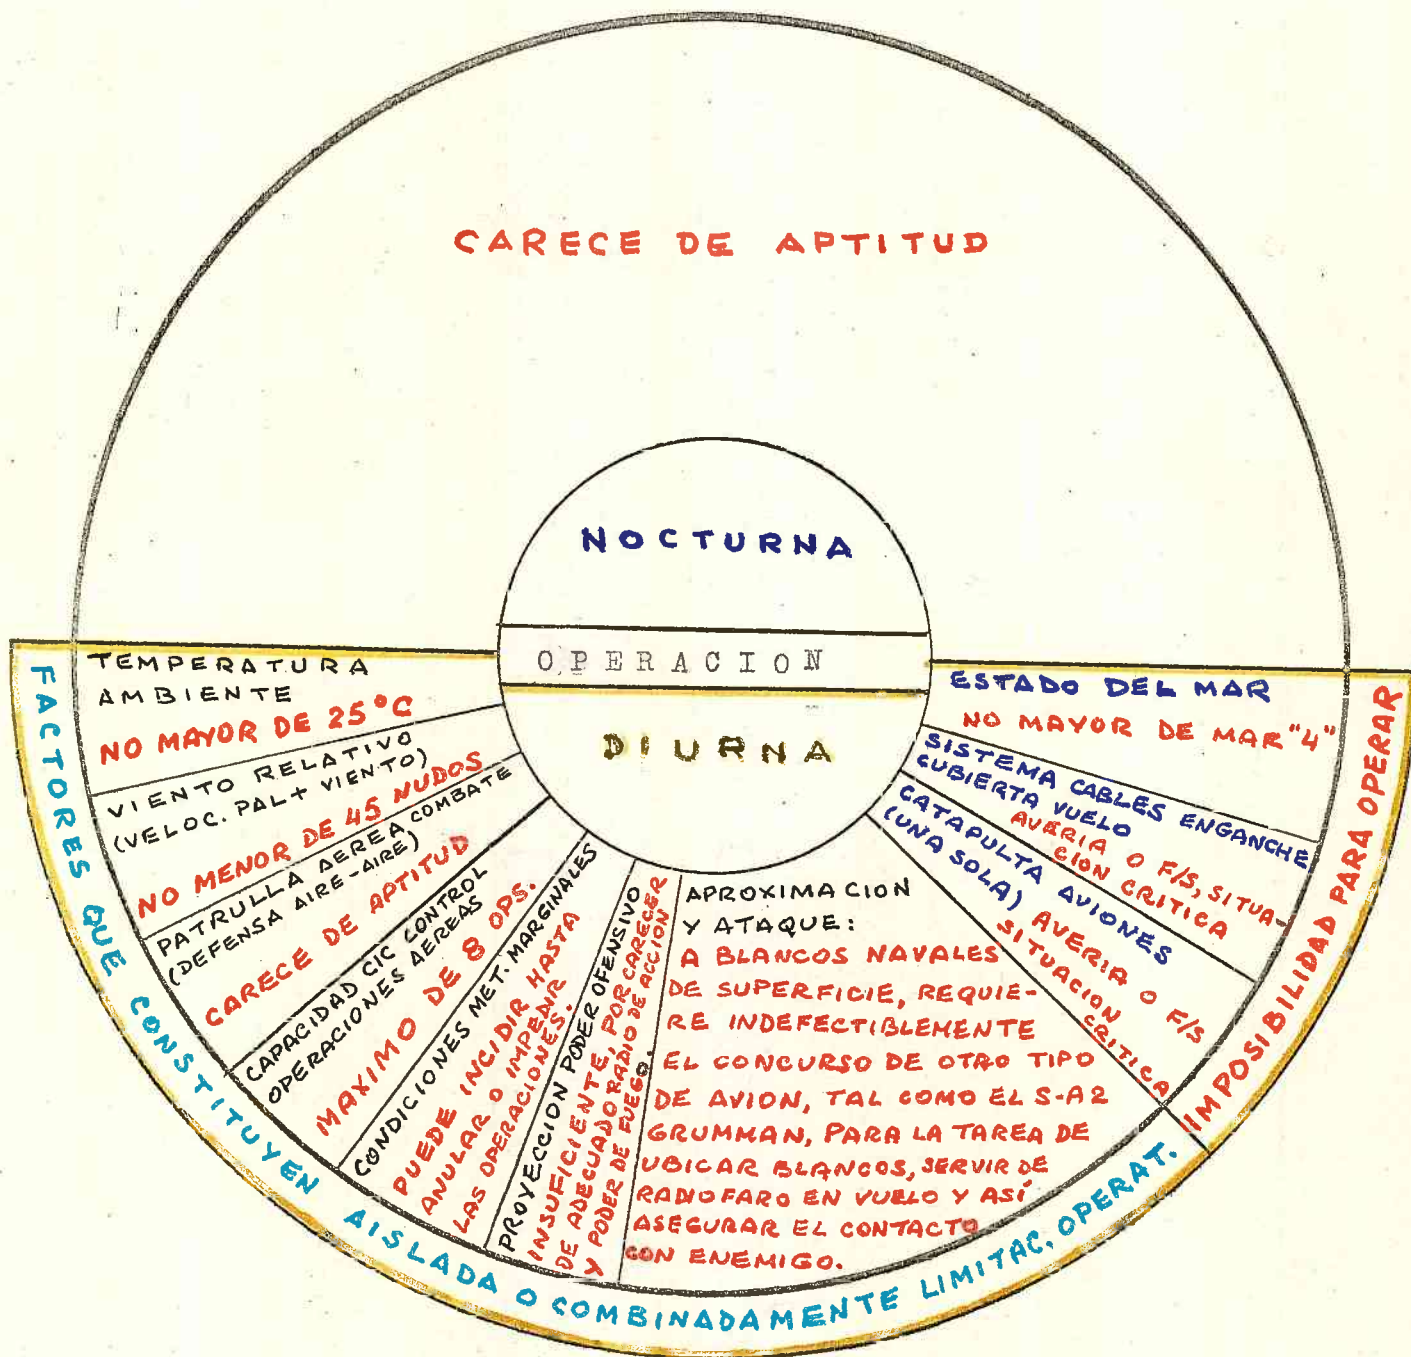 CARECE DE APTITUD
NOCTURNA
OPERACION
DIURNA
TEMPERATURA
AMBIENTE
NO MAYOR DE 25°C
VIENTO RELATIVO
(VELOC. PAL+ VIENTO)
NO MENOR DE 45 NUDOS
PATRULLA AEREA COMBATE
(DEFENSA AIRE-AIRE)
CARECE DE APTITUD
CAPACIDAD CIC CONTROL
OPERACIONES AEREAS
MAXIMO DE 8 OPS.
CONDICIONES MET. MARGINALES
PUEDE INCIDIR HASTA
ANULAR O IMPEDIR
LAS OPERACIONES.
PROYECCION PODER OFENSIVO
INSUFICIENTE, POR CARECER
DE ADECUADO RADIO DE ACCION
Y PODER DE FUEGO.
APROXIMACION
Y ATAQUE:
A BLANCOS NAVALES
DE SUPERFICIE, REQUIE-
RE INDEFECTIBLEMENTE
EL CONCURSO DE OTRO TIPO
DE AVION, TAL COMO EL S-A2
GRUMMAN, PARA LA TAREA DE
UBICAR BLANCOS, SERVIR DE
RADIOFARO EN VUELO Y ASÍ
ASEGURAR EL CONTACTO
CON ENEMIGO.
CATAPULTA AVIONES
(UNA SOLA) AVERIA O F/S
SITUACION CRITICA
SISTEMA CABLES ENGANCHE
CUBIERTA VUELO
AVERIA O F/S, SITUA-
CION CRITICA
ESTADO DEL MAR
NO MAYOR DE MAR "4"
FACTORES QUE CONSTITUYEN AISLADA O COMBINADAMENTE LIMITAC. OPERAT.
IMPOSIBILIDAD PARA OPERAR